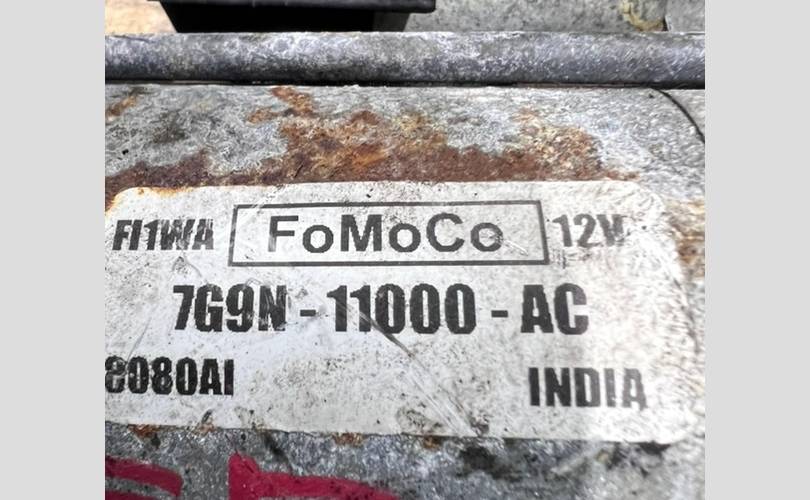 FI1WA FoMoCo 12V
7G9N - 11000 - AC
8080AI INDIA